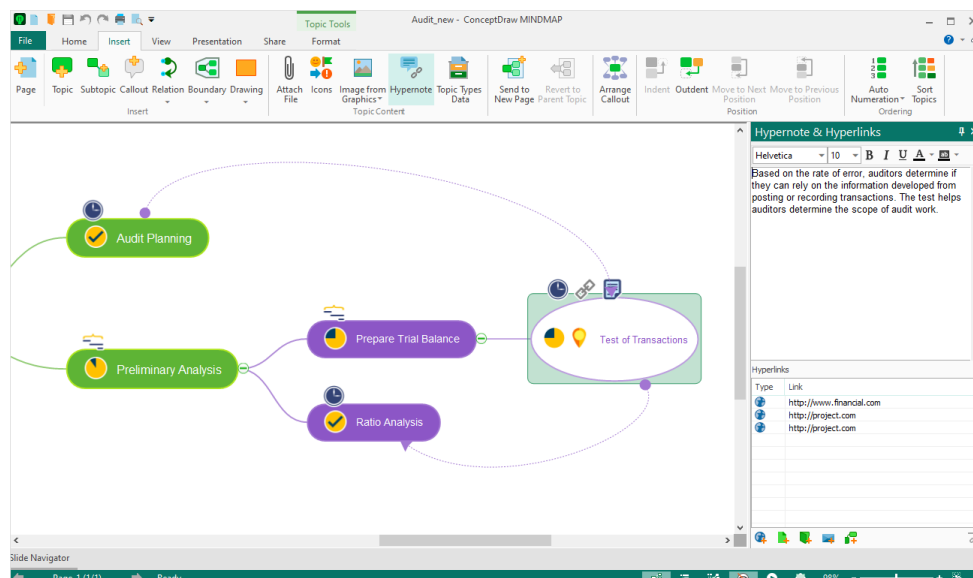 Topic Tools
Audit_new - ConceptDraw MINDMAP
File Home Insert View Presentation Share Format
Page
Topic Subtopic Callout Relation Boundary Drawing
Insert
Attach File
Icons
Image from Graphics
Hypernote
Topic Types Data
Topic Content
Send to New Page
Revert to Parent Topic
Arrange Callout
Indent Outdent
Move to Next Position
Move to Previous Position
Position
Auto Numeration
Sort Topics
Ordering
Hypernote & Hyperlinks
Helvetica 10 B I U A ab
Based on the rate of error, auditors determine if
they can rely on the information developed from
posting or recording transactions. The test helps
auditors determine the scope of audit work.
Audit Planning
Prepare Trial Balance
Test of Transactions
Preliminary Analysis
Ratio Analysis
Hyperlinks
Type Link
http://www.financial.com
http://project.com
http://project.com
Slide Navigator
Page 1 (1/1) Ready 98%